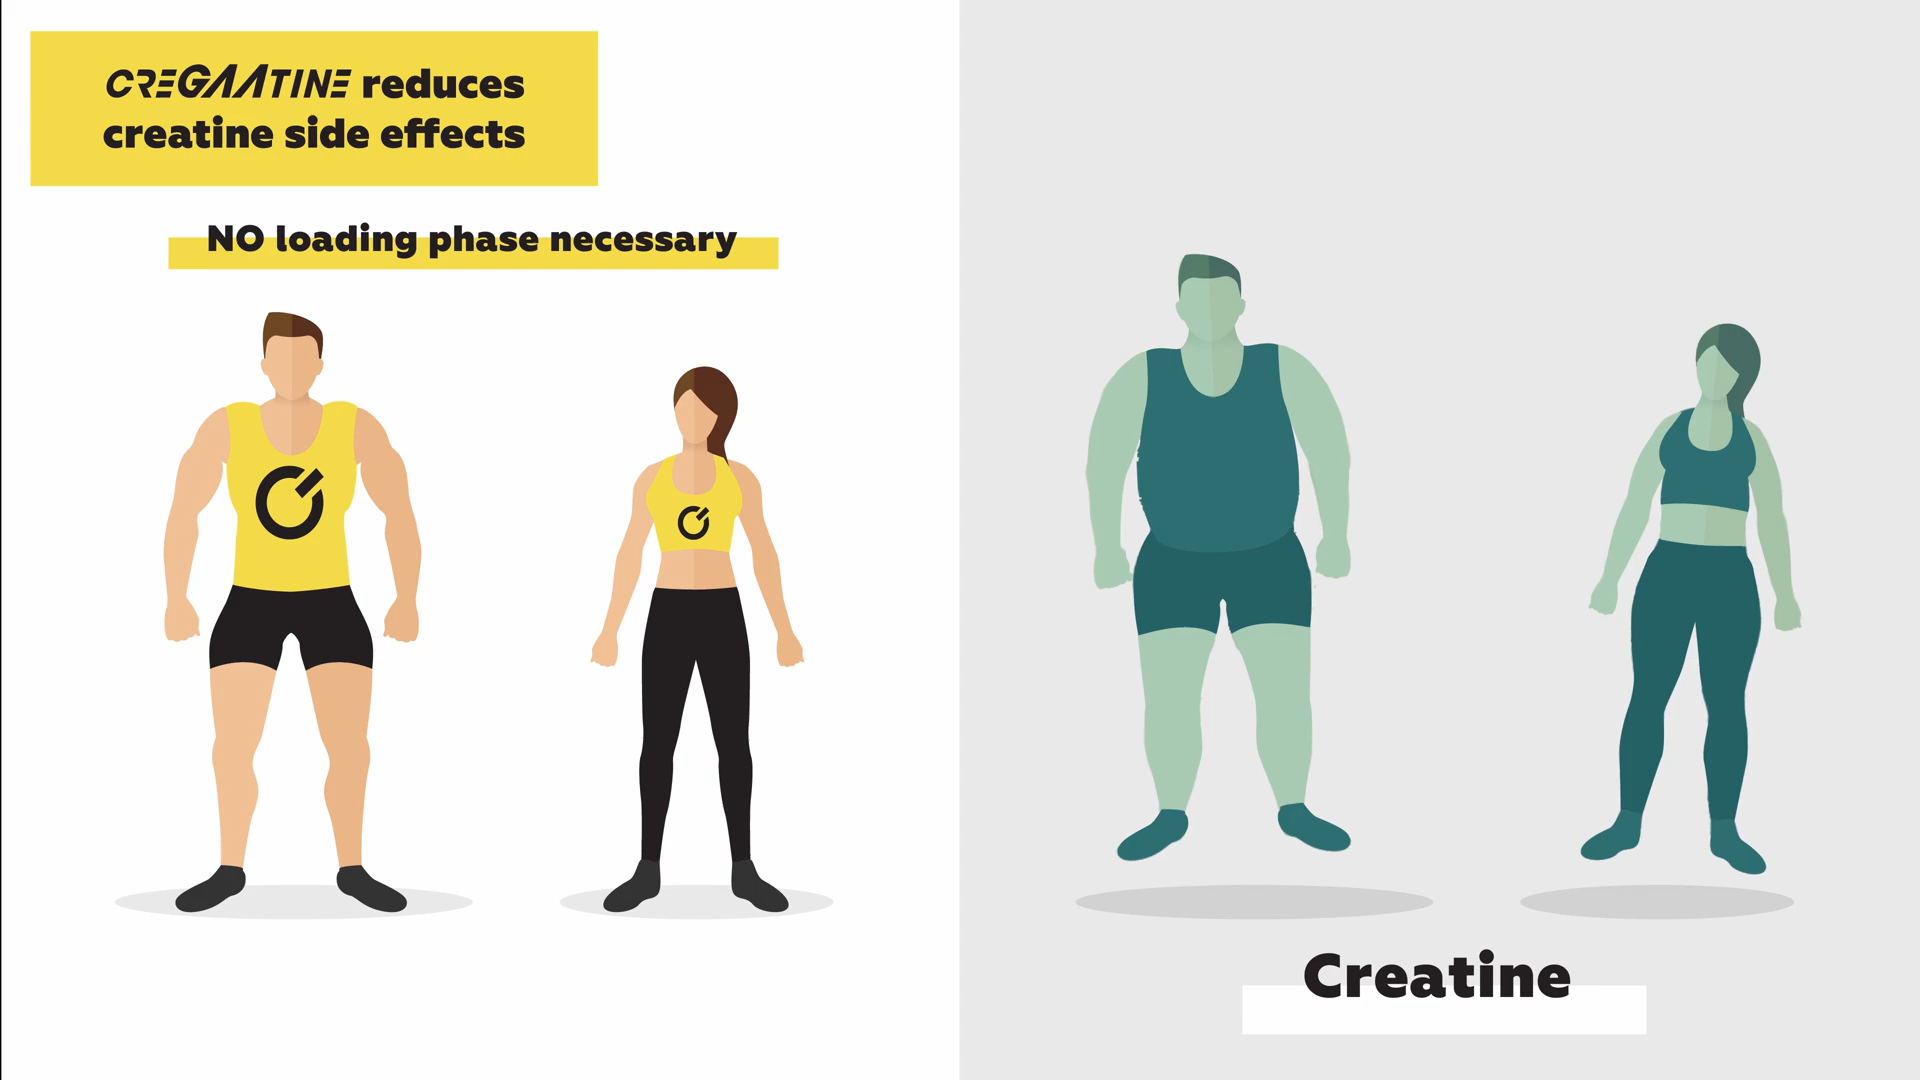 CREGAATINE reduces
creatine side effects
NO loading phase necessary
Creatine